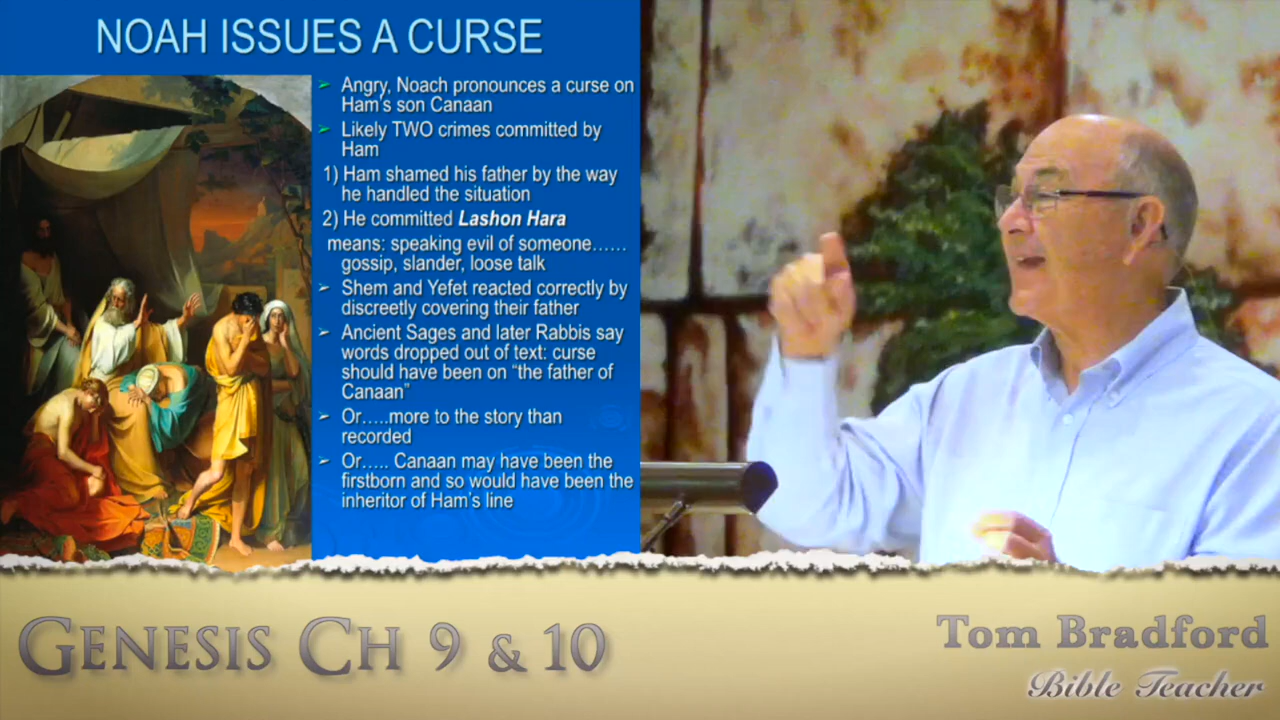 NOAH ISSUES A CURSE
Angry, Noach pronounces a curse on
Ham's son Canaan
Likely TWO crimes committed by
Ham
1) Ham shamed his father by the way
he handled the situation
2) He committed Lashon Hara
means: speaking evil of someone……
gossip, slander, loose talk
Shem and Yefet reacted correctly by
discreetly covering their father
Ancient Sages and later Rabbis say
words dropped out of text: curse
should have been on “the father of
Canaan”
Or…..more to the story than
recorded
Or….. Canaan may have been the
firstborn and so would have been the
inheritor of Ham's line
GENESIS CH 9 & 10
Tom Bradford
Bible Teacher